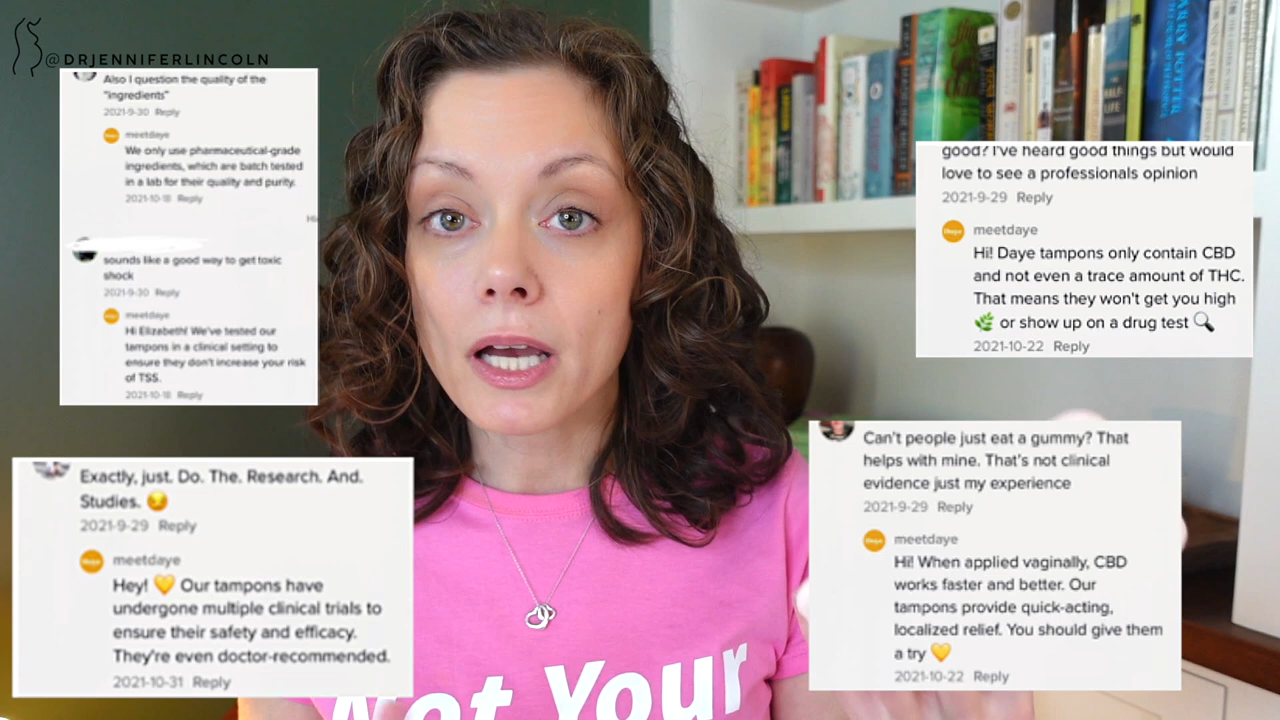 @DRJENNIFERLINCOLN
Also I question the quality of the
"ingredients"
2021-9-30 Reply
meetdaye
We only use pharmaceutical-grade
ingredients, which are batch tested
in a lab for their quality and purity.
2021-10-18 Reply
sounds like a good way to get toxic
shock
2021-9-30 Reply
meetdaye
Hi Elizabeth! We've tested our
tampons in a clinical setting to
ensure they don't increase your risk
of TSS.
2021-10-18 Reply
Exactly, just. Do. The. Research. And.
Studies. 😏
2021-9-29 Reply
meetdaye
Hey! 💛 Our tampons have
undergone multiple clinical trials to
ensure their safety and efficacy.
They're even doctor-recommended.
2021-10-31 Reply
good? I've heard good things but would
love to see a professionals opinion
2021-9-29 Reply
meetdaye
Hi! Daye tampons only contain CBD
and not even a trace amount of THC.
That means they won't get you high
🌿 or show up on a drug test 🔍
2021-10-22 Reply
Can't people just eat a gummy? That
helps with mine. That's not clinical
evidence just my experience
2021-9-29 Reply
meetdaye
Hi! When applied vaginally, CBD
works faster and better. Our
tampons provide quick-acting,
localized relief. You should give them
a try 💛
2021-10-22 Reply
Not Your
HARRY POTTER